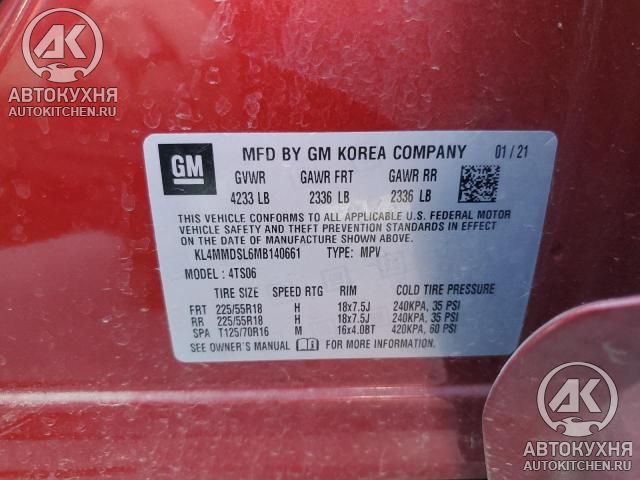 AK
АВТОКУХНЯ
AUTOKITCHEN.RU
GM
MFD BY GM KOREA COMPANY 01 / 21
GVWR GAWR FRT GAWR RR
4233 LB 2336 LB 2336 LB
THIS VEHICLE CONFORMS TO ALL APPLICABLE U.S. FEDERAL MOTOR
VEHICLE SAFETY AND THEFT PREVENTION STANDARDS IN EFFECT ON
THE DATE OF MANUFACTURE SHOWN ABOVE.
KL4MMDSL6MB140661 TYPE: MPV
MODEL: 4TS06
TIRE SIZE SPEED RTG RIM COLD TIRE PRESSURE
FRT 225/55R18 H 18x7.5J 240KPA, 35 PSI
RR 225/55R18 H 18x7.5J 240KPA, 35 PSI
SPA T125/70R16 M 16x4.0BT 420KPA, 60 PSI
SEE OWNER'S MANUAL FOR MORE INFORMATION.
AK
АВТОКУХНЯ
AUTOKITCHEN.RU